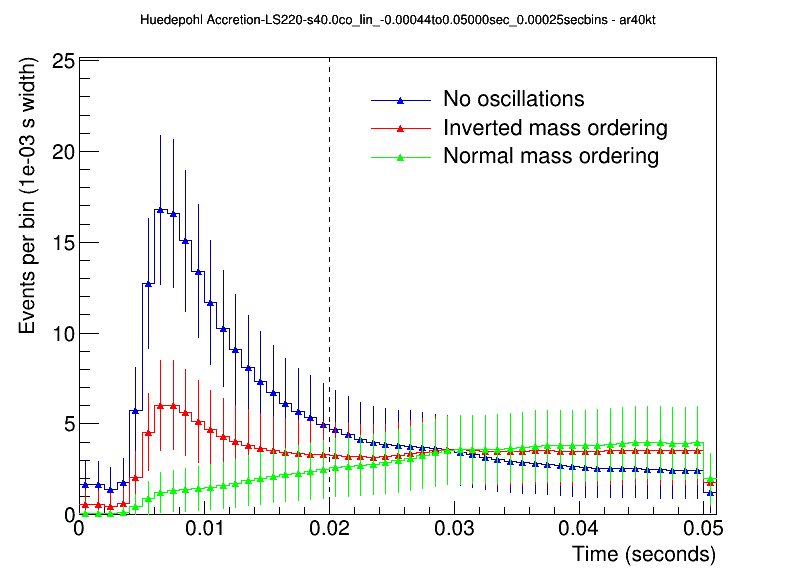 Huedepohl Accretion-LS220-s40.0co_lin_-0.00044to0.05000sec_0.00025secbins - ar40kt
Events per bin (1e-03 s width)
25
20
15
10
5
0
No oscillations
Inverted mass ordering
Normal mass ordering
0 0.01 0.02 0.03 0.04 0.05
Time (seconds)